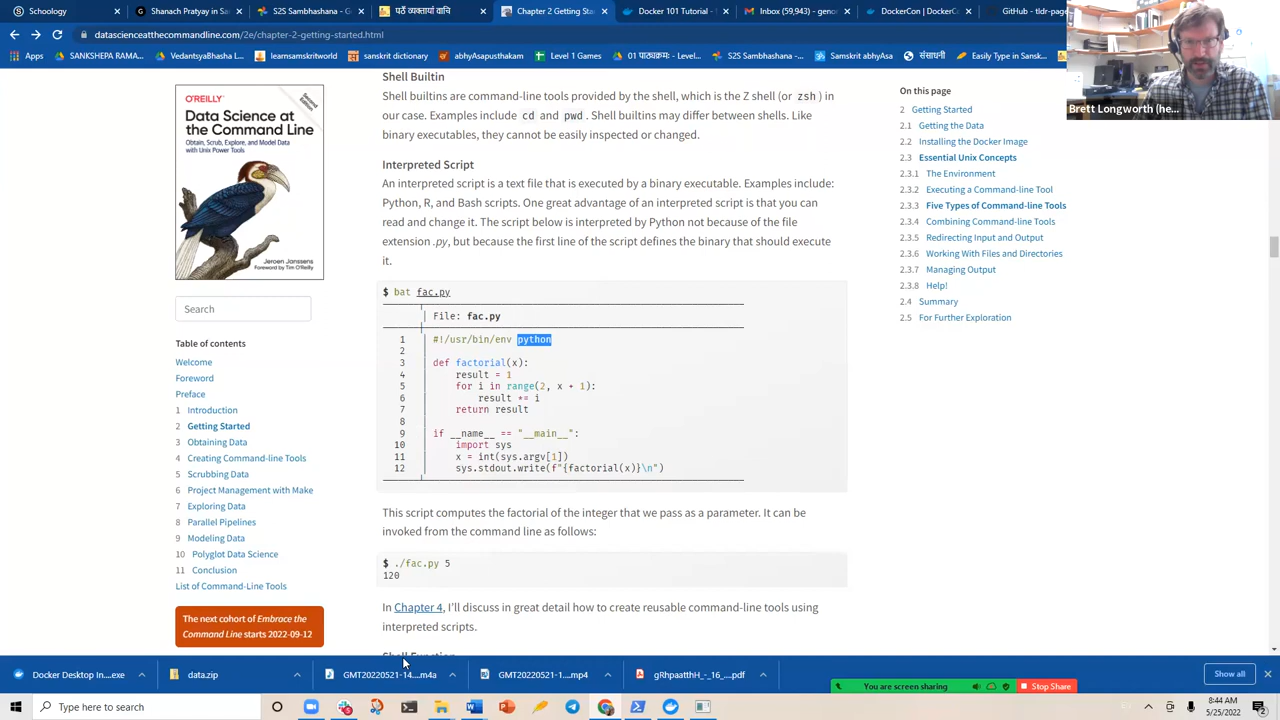 Schoology
Shanah Gross
S2S Sambhashana
पठें व्यक्तायां वाचि
Chapter 2 Getting Sta
Docker 101 Tutorial
Inbox (59,943)
DockerCon | DockerCo
GitHub - tldr-page
datascienceatthecommandline.com/2e/chapter-2-getting-started.html
Apps
SANKSHEPA RAMA...
Vedanta
learnsamskrit world
sanskrit dictionary
abhyAsapustakam
Level 5 Games
01 पाठ्यक्रमः - Level...
S2S Sambhashana -...
Samskrit abhyAsa
संसाधनी
Easily Type in Sansk...
Brett Longworth (he...
O'REILLY
Second Edition
Data Science at
the Command Line
Obtain, Scrub, Explore, and Model Data
with Unix Power Tools
Jeroen Janssens
Foreword by Tim O'Reilly
Search
Table of contents
Welcome
Foreword
Preface
1 Introduction
2 Getting Started
3 Obtaining Data
4 Creating Command-line Tools
5 Scrubbing Data
6 Project Management with Make
7 Exploring Data
8 Parallel Pipelines
9 Modeling Data
10 Polyglot Data Science
11 Conclusion
List of Command-Line Tools
The next cohort of Embrace the
Command Line starts 2022-09-12
Shell Builtin
Shell builtins are command-line tools provided by the shell, which is the Z shell (or zsh ) in
our case. Examples include cd and pwd . Shell builtins may differ between shells. Like
binary executables, they cannot be easily inspected or changed.
Interpreted Script
An interpreted script is a text file that is executed by a binary executable. Examples include:
Python, R, and Bash scripts. One great advantage of an interpreted script is that you can
read and change it. The script below is interpreted by Python not because of the file
extension .py, but because the first line of the script defines the binary that should execute
it.
$ bat fac.py
File: fac.py
1 #!/usr/bin/env python
2
3 def factorial(x):
4 result = 1
5 for i in range(2, x + 1):
6 result *= i
7 return result
8
9 if __name__ == "__main__":
10 import sys
11 x = int(sys.argv[1])
12 sys.stdout.write(f"{factorial(x)}\n")
This script computes the factorial of the integer that we pass as a parameter. It can be
invoked from the command line as follows:
$ ./fac.py 5
120
In Chapter 4, I'll discuss in great detail how to create reusable command-line tools using
interpreted scripts.
Shell Function
On this page
2 Getting Started
2.1 Getting the Data
2.2 Installing the Docker Image
2.3 Essential Unix Concepts
2.3.1 The Environment
2.3.2 Executing a Command-line Tool
2.3.3 Five Types of Command-line Tools
2.3.4 Combining Command-line Tools
2.3.5 Redirecting Input and Output
2.3.6 Working With Files and Directories
2.3.7 Managing Output
2.3.8 Help!
2.4 Summary
2.5 For Further Exploration
Docker Desktop In....exe
data.zip
GMT20220521-14....m4a
GMT20220521-....mp4
gRhpaatthH_-_16_....pdf
Show all
You are screen sharing
Stop Share
Type here to search
8:44 AM
5/25/2022
2